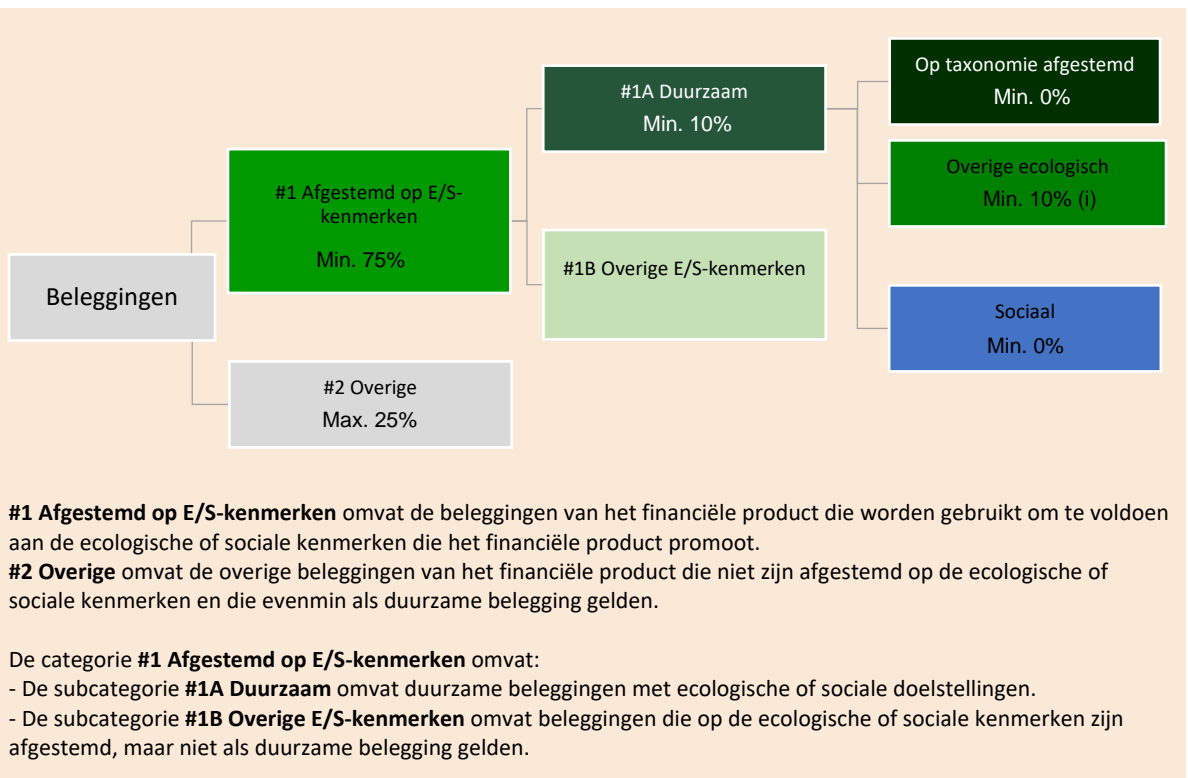 Beleggingen
#1 Afgestemd op E/S-
kenmerken
Min. 75%
#2 Overige
Max. 25%
#1A Duurzaam
Min. 10%
#1B Overige E/S-kenmerken
Op taxonomie afgestemd
Min. 0%
Overige ecologisch
Min. 10% (i)
Sociaal
Min. 0%
#1 Afgestemd op E/S-kenmerken omvat de beleggingen van het financiële product die worden gebruikt om te voldoen
aan de ecologische of sociale kenmerken die het financiële product promoot.
#2 Overige omvat de overige beleggingen van het financiële product die niet zijn afgestemd op de ecologische of
sociale kenmerken en die evenmin als duurzame belegging gelden.
De categorie #1 Afgestemd op E/S-kenmerken omvat:
- De subcategorie #1A Duurzaam omvat duurzame beleggingen met ecologische of sociale doelstellingen.
- De subcategorie #1B Overige E/S-kenmerken omvat beleggingen die op de ecologische of sociale kenmerken zijn
afgestemd, maar niet als duurzame belegging gelden.